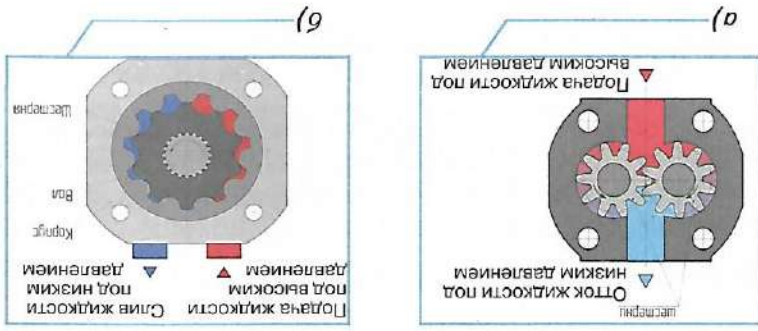 шестерни
Отток жидкости под
низким давлением
Подача жидкости под
высоким давлением
а)
Подача жидкости
под высоким
давлением
Слив жидкости
под низким
давлением
Корпус
Вал
Шестерня
б)